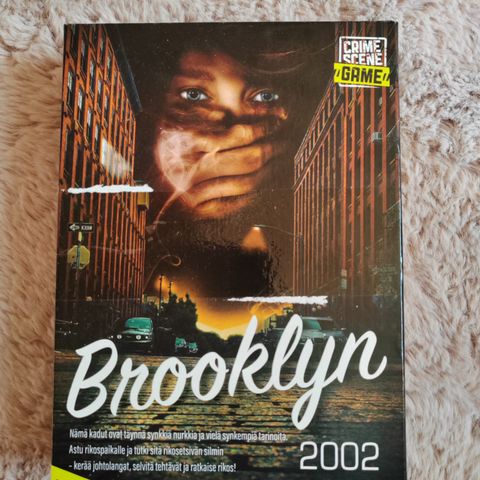 CRIME
SCENE
GAME
Brooklyn
Nämä kadut ovat täynnä synkkiä nurkkia ja vielä synkempiä tarinoita.
Astu rikospaikalle ja tutki sitä rikosetsivän silmin
- kerää johtolangat, selvitä tehtävät ja ratkaise rikos!
2002